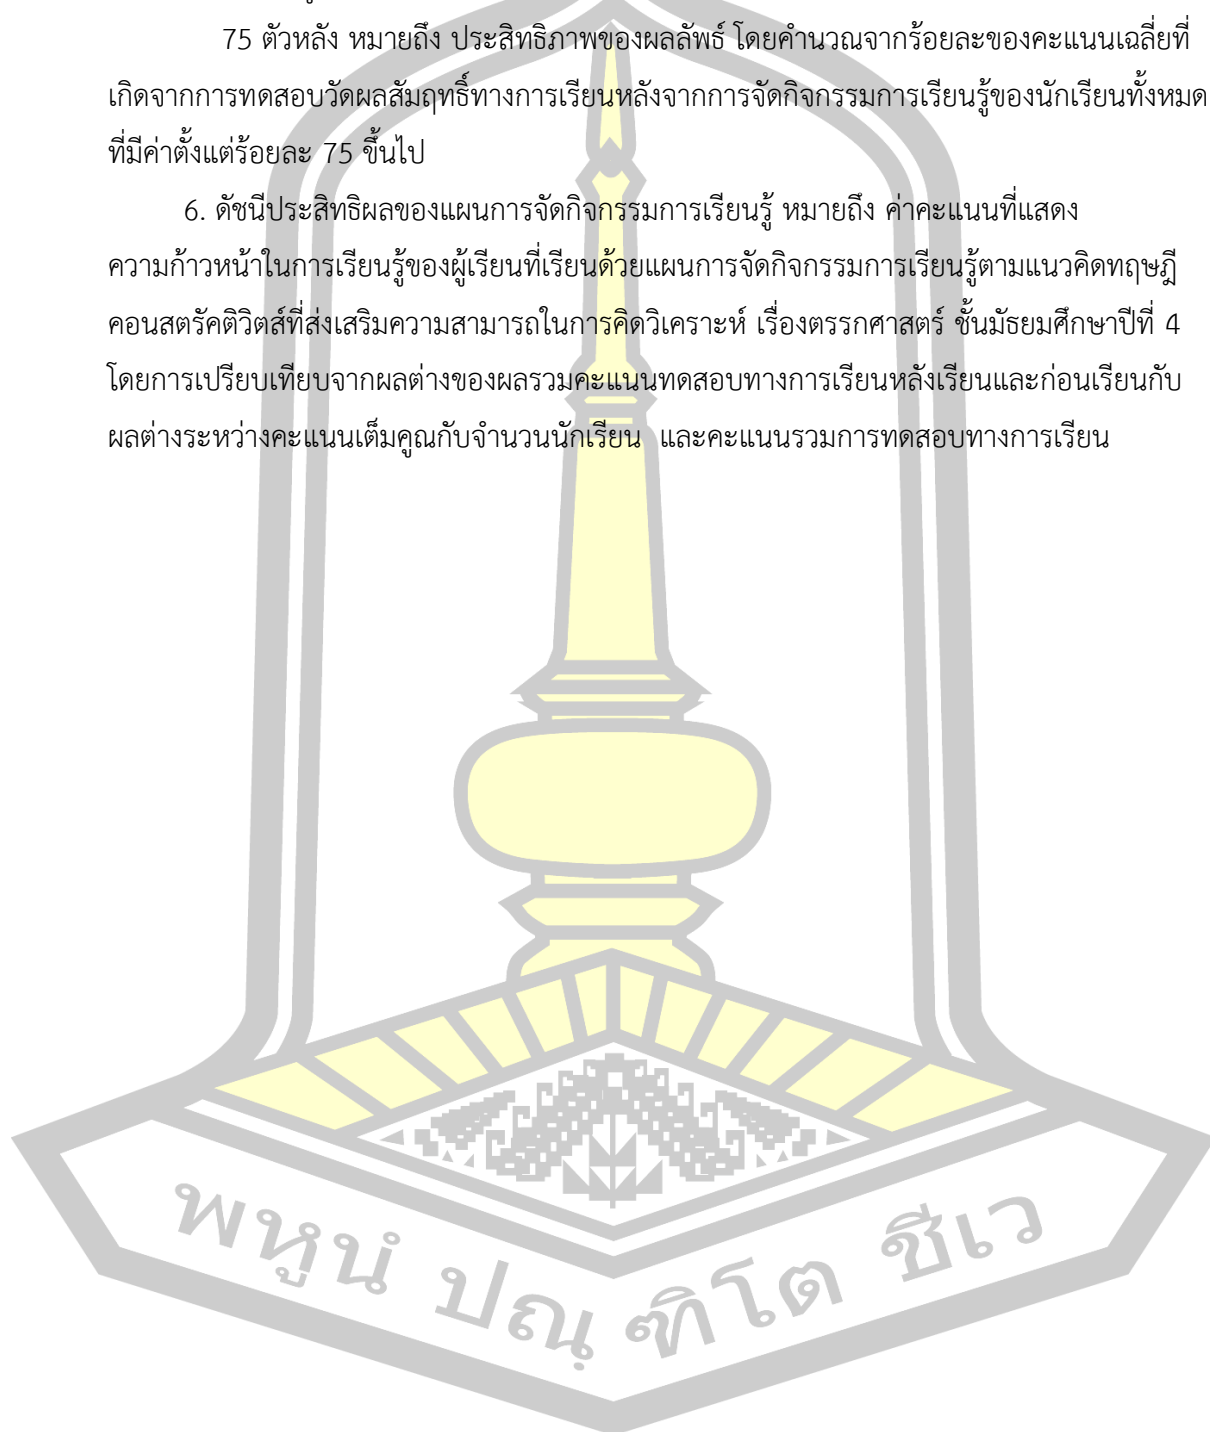 75 ตัวหลัง หมายถึง ประสิทธิภาพของผลลัพธ์ โดยคำนวณจากร้อยละของคะแนนเฉลี่ยที่
เกิดจากการทดสอบวัดผลสัมฤทธิ์ทางการเรียนหลังจากการจัดกิจกรรมการเรียนรู้ของนักเรียนทั้งหมด
ที่มีค่าตั้งแต่ร้อยละ 75 ขึ้นไป
6. ดัชนีประสิทธิผลของแผนการจัดกิจกรรมการเรียนรู้ หมายถึง ค่าคะแนนที่แสดง
ความก้าวหน้าในการเรียนรู้ของผู้เรียนที่เรียนด้วยแผนการจัดกิจกรรมการเรียนรู้ตามแนวคิดทฤษฎี
คอนสตรัคติวิตส์ที่ส่งเสริมความสามารถในการคิดวิเคราะห์ เรื่องตรรกศาสตร์ ชั้นมัธยมศึกษาปีที่ 4
โดยการเปรียบเทียบจากผลต่างของผลรวมคะแนนทดสอบทางการเรียนหลังเรียนและก่อนเรียนกับ
ผลต่างระหว่างคะแนนเต็มคูณกับจำนวนนักเรียน และคะแนนรวมการทดสอบทางการเรียน
พหูนํ ปณฺฑิโต ชีเว